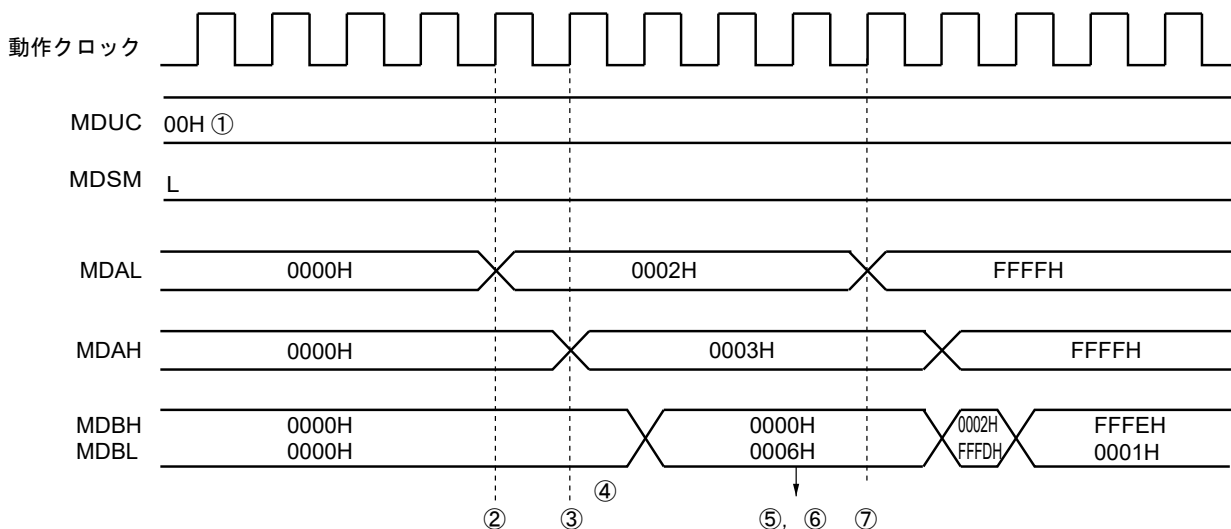 動作クロック
MDUC 00H ①
MDSM L
MDAL 0000H 0002H FFFFH
MDAH 0000H 0003H FFFFH
MDBH 0000H 0000H 0002H FFFEH
MDBL 0000H 0006H FFFDH 0001H
④
② ③ ⑤, ⑥ ⑦